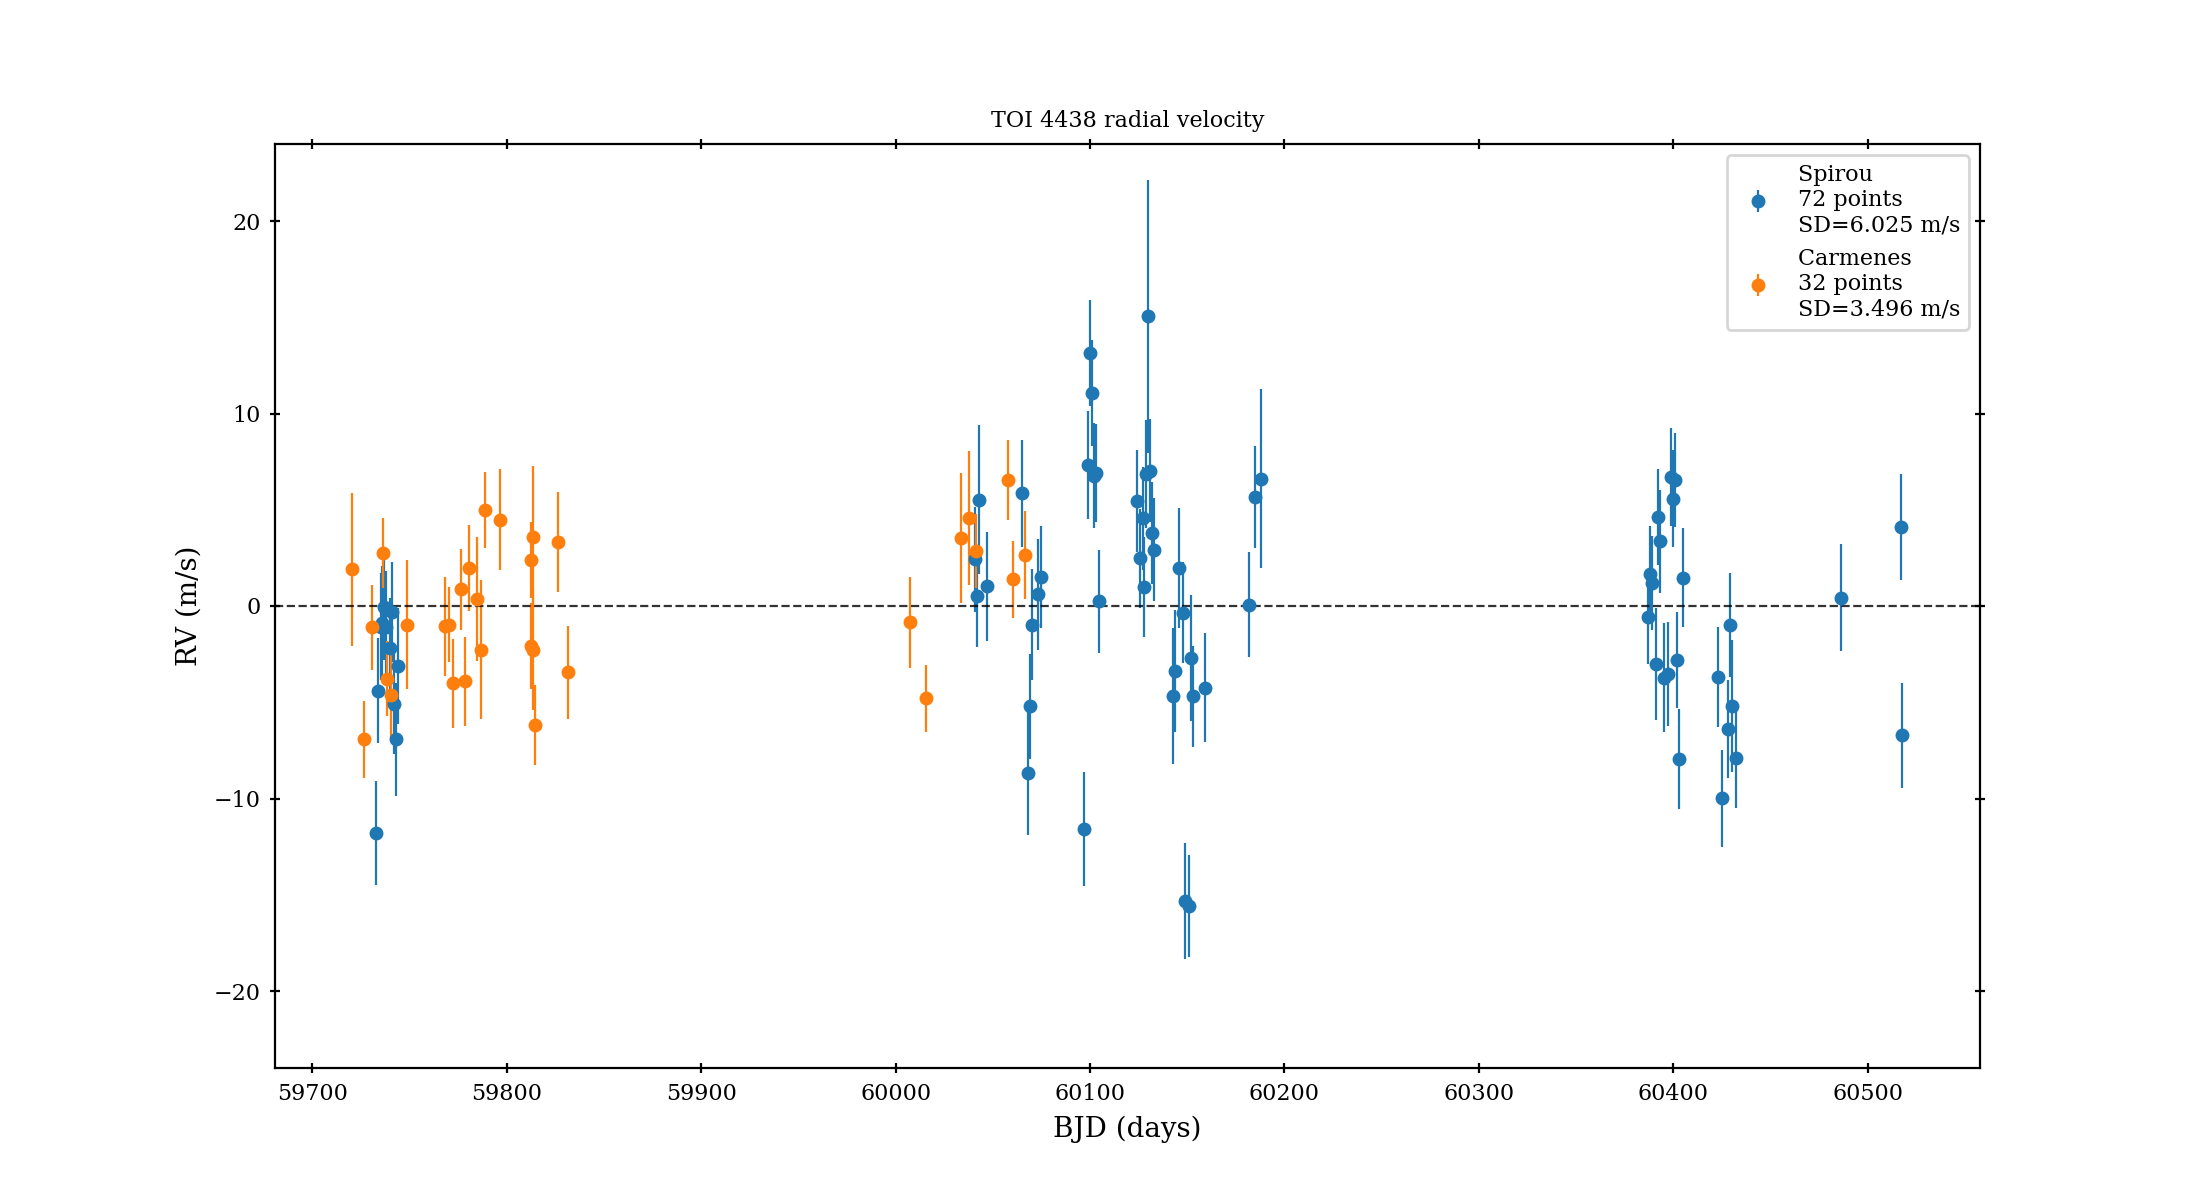 TOI 4438 radial velocity
Spirou
72 points
SD=6.025 m/s
Carmenes
32 points
SD=3.496 m/s
20
10
0
−10
−20
RV (m/s)
59700 59800 59900 60000 60100 60200 60300 60400 60500
BJD (days)